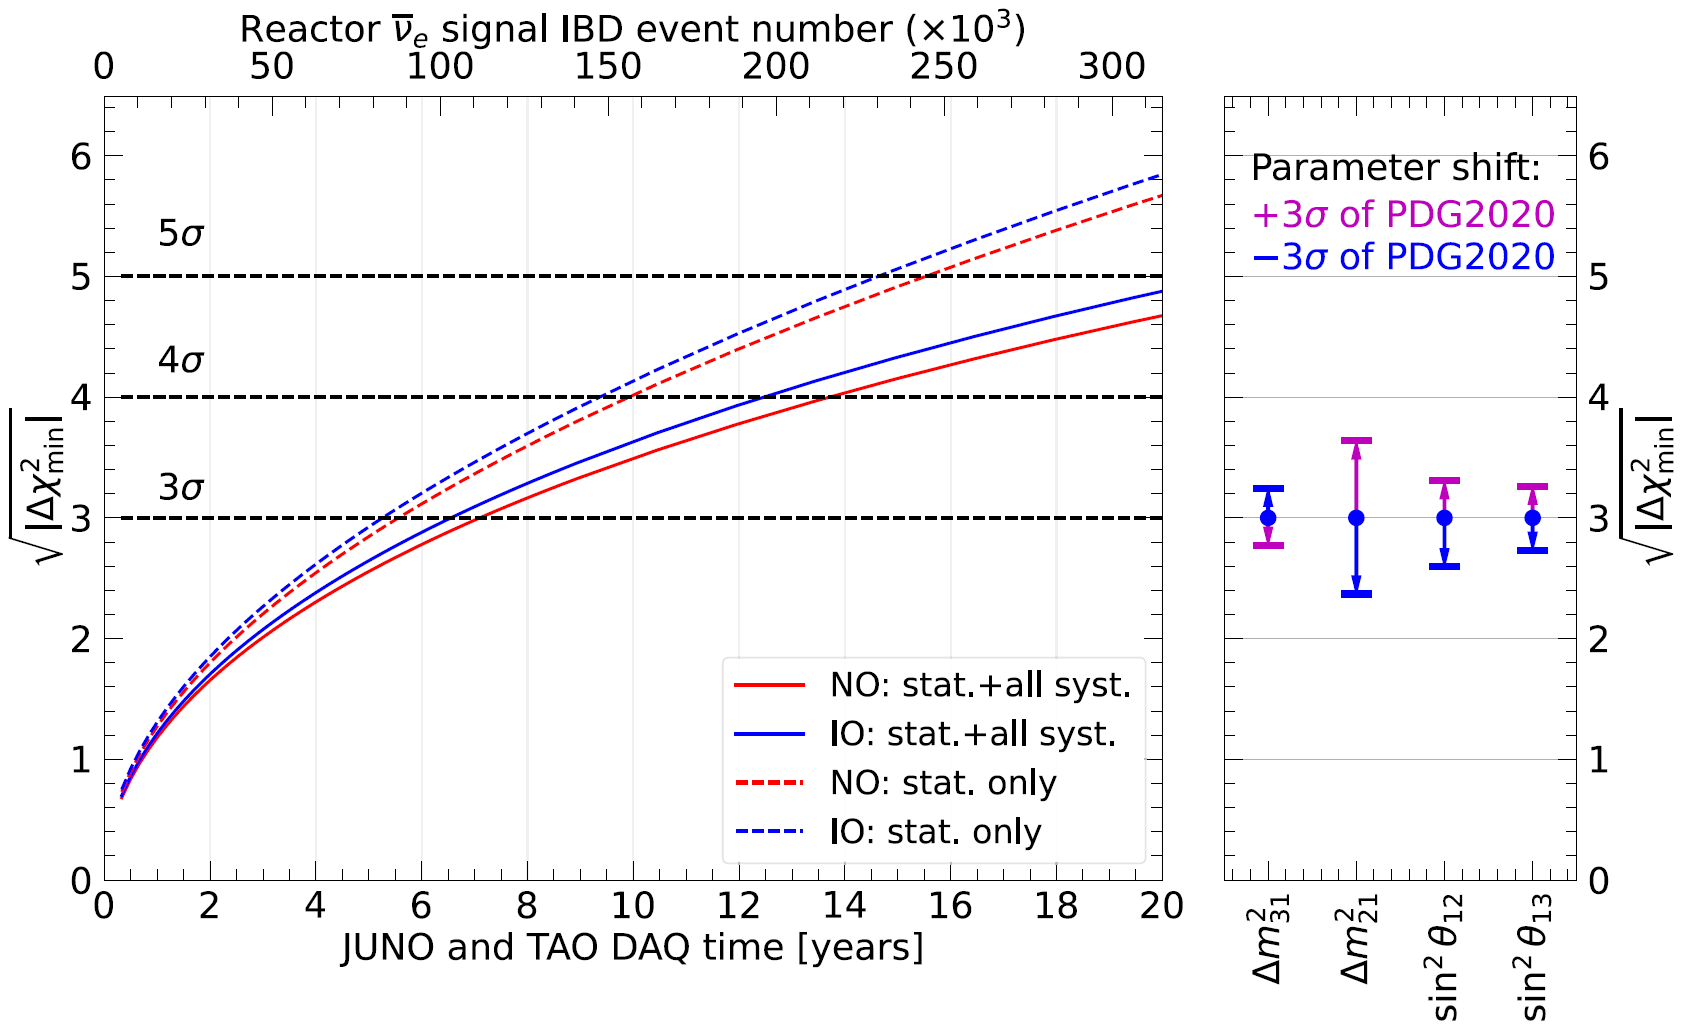 Reactor ν̅ₑ signal IBD event number (×10³)
0 50 100 150 200 250 300
6
5
4
3
2
1
0
√|Δχ²min|
5σ
4σ
3σ
NO: stat.+all syst.
IO: stat.+all syst.
NO: stat. only
IO: stat. only
0 2 4 6 8 10 12 14 16 18 20
JUNO and TAO DAQ time [years]
Parameter shift:
+3σ of PDG2020
−3σ of PDG2020
6
5
4
3
2
1
0
√|Δχ²min|
Δm²₃₁
Δm²₂₁
sin² θ₁₂
sin² θ₁₃